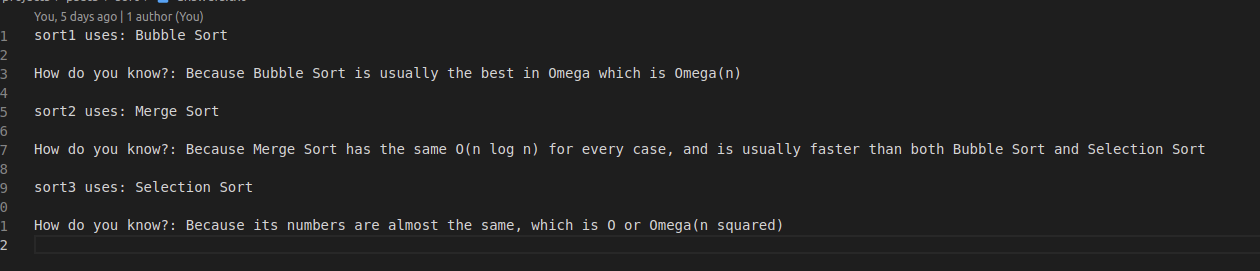 You, 5 days ago | 1 author (You)
1 sort1 uses: Bubble Sort
2
3 How do you know?: Because Bubble Sort is usually the best in Omega which is Omega(n)
4
5 sort2 uses: Merge Sort
6
7 How do you know?: Because Merge Sort has the same O(n log n) for every case, and is usually faster than both Bubble Sort and Selection Sort
8
9 sort3 uses: Selection Sort
0
1 How do you know?: Because its numbers are almost the same, which is O or Omega(n squared)
2